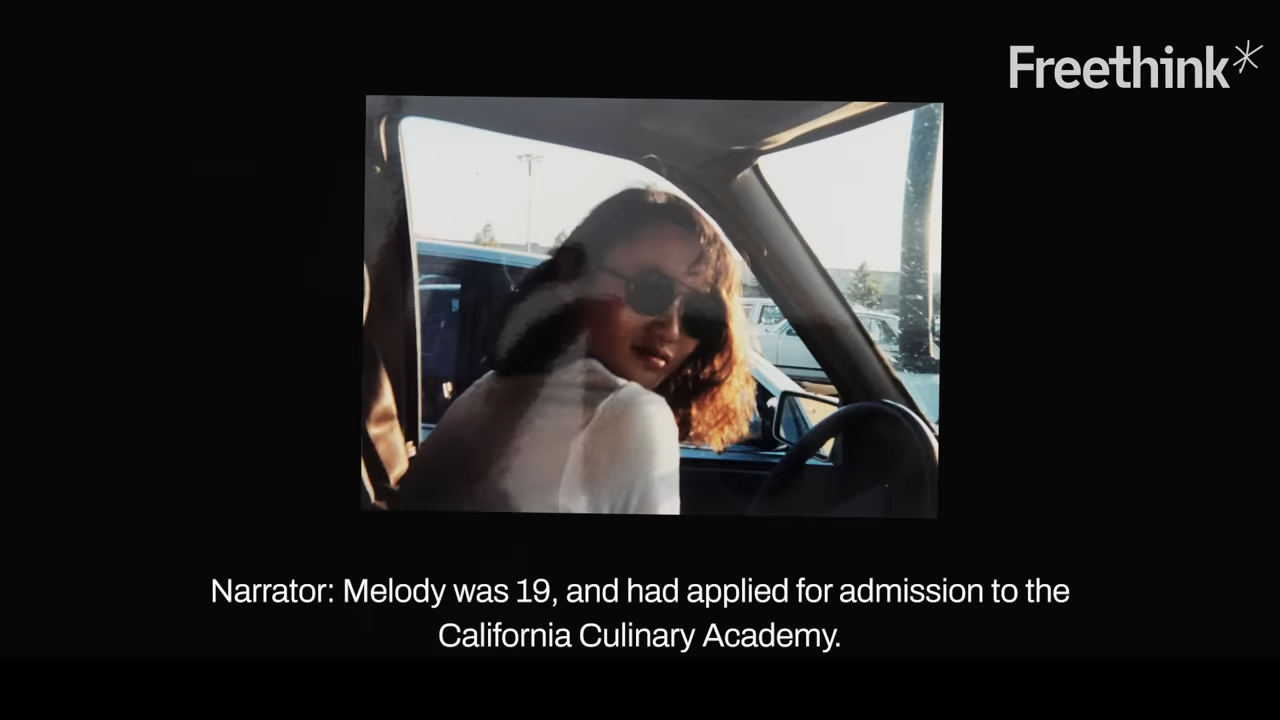 Freethink*
Narrator: Melody was 19, and had applied for admission to the
California Culinary Academy.